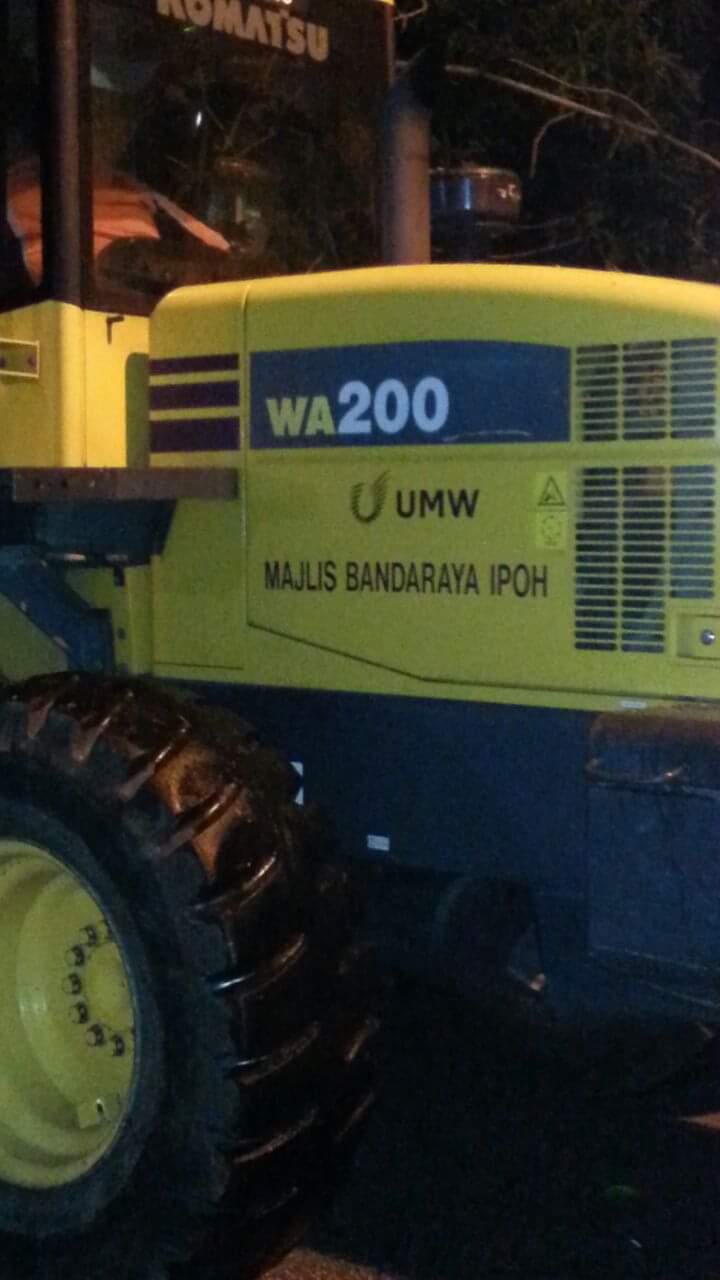 KOMATSU
WA200
UMW
MAJLIS BANDARAYA IPOH